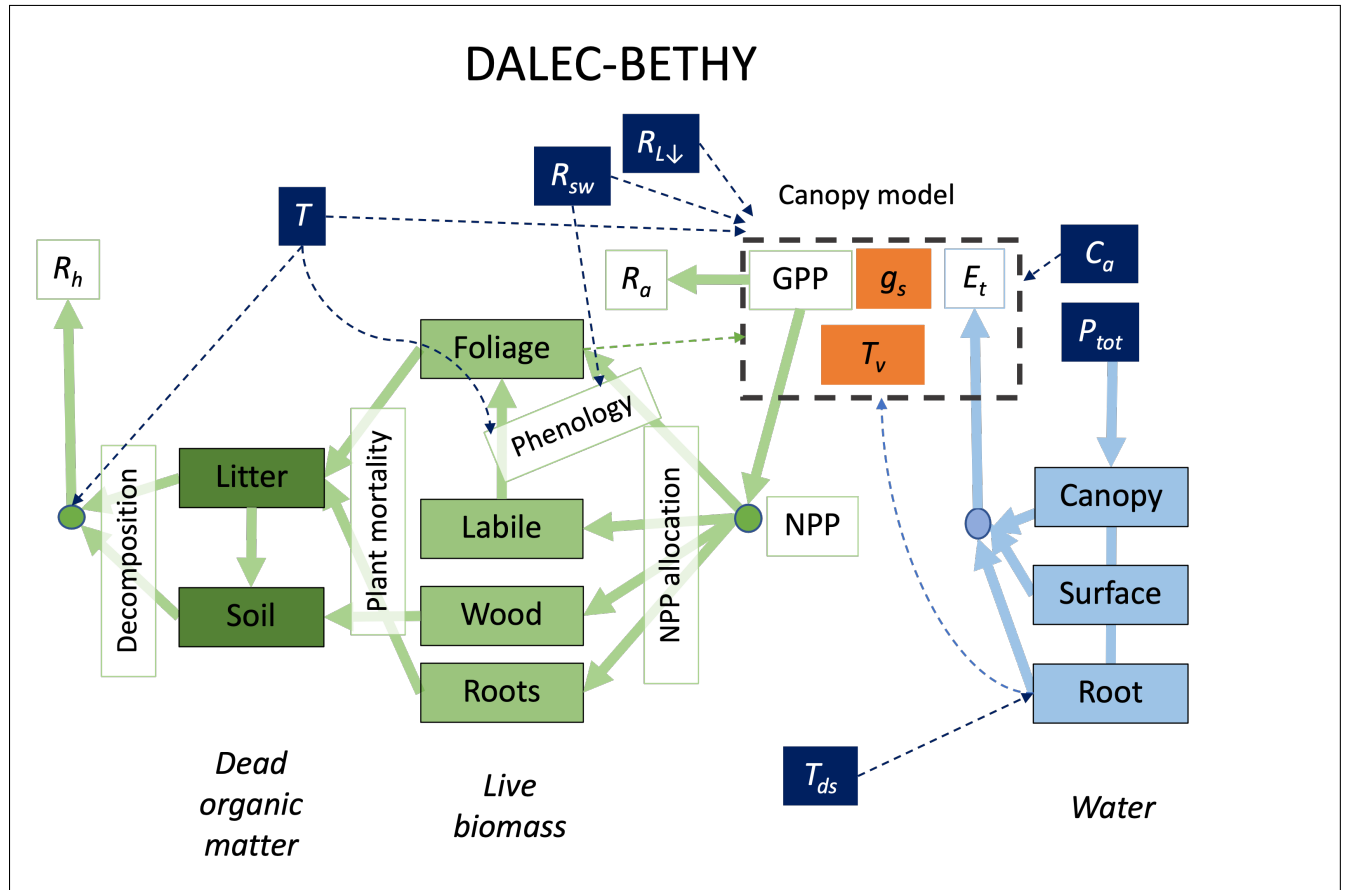 DALEC-BETHY
R_L↓
R_sw
Canopy model
T
C_a
R_h
R_a
GPP
g_s
E_t
P_tot
Foliage
T_v
Phenology
Litter
Canopy
Decomposition
Plant mortality
NPP allocation
Labile
NPP
Surface
Soil
Wood
Roots
Root
T_ds
Dead
organic
matter
Live
biomass
Water